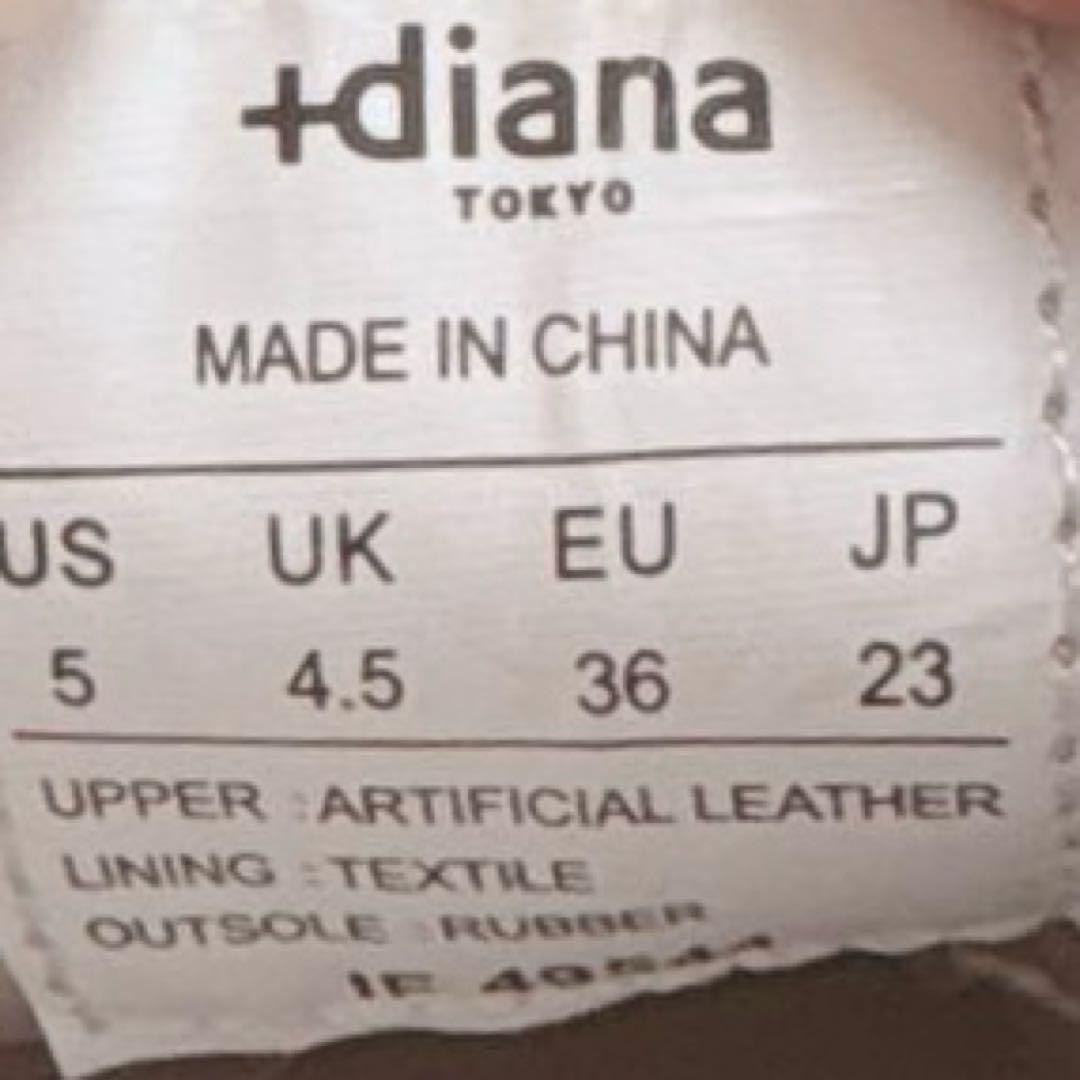 +diana
TOKYO
MADE IN CHINA
US UK EU JP
5 4.5 36 23
UPPER :ARTIFICIAL LEATHER
LINING :TEXTILE
OUTSOLE :RUBBER
IF